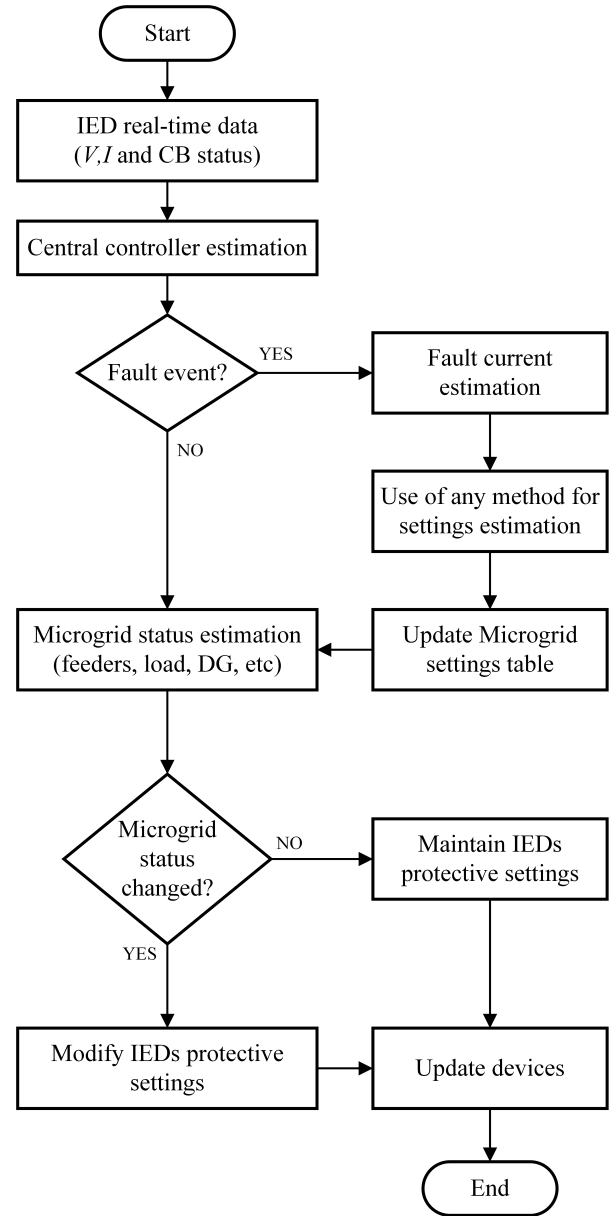 Start
IED real-time data
(V,I and CB status)
Central controller estimation
Fault event?
YES
NO
Fault current
estimation
Use of any method for
settings estimation
Update Microgrid
settings table
Microgrid status estimation
(feeders, load, DG, etc)
Microgrid
status
changed?
NO
YES
Maintain IEDs
protective settings
Modify IEDs protective
settings
Update devices
End